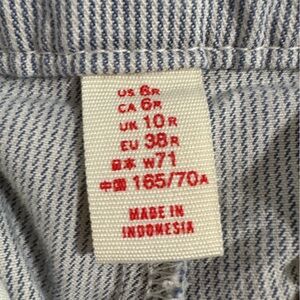 US 6R
CA 6R
UK 10R
EU 38R
日本 W71
中国 165/70A
MADE IN
INDONESIA